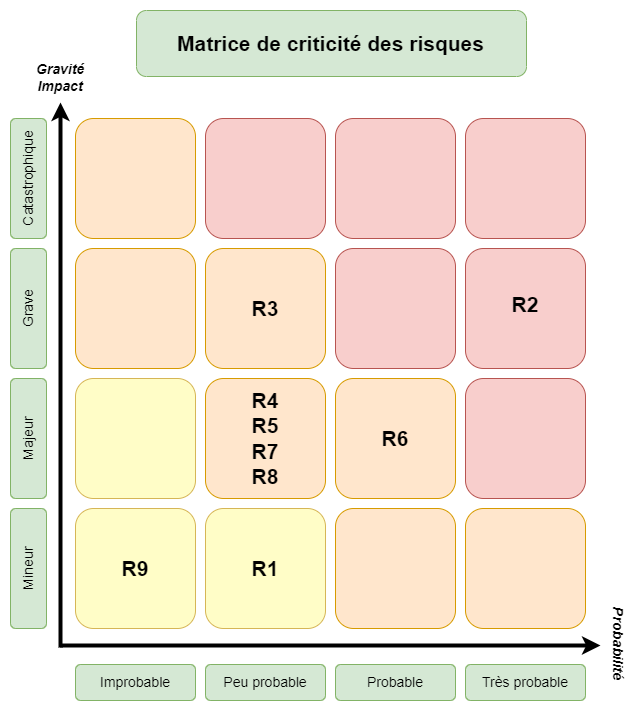 Matrice de criticité des risques
Gravité
Impact
Catastrophique
Grave
R3
R2
Majeur
R4
R5
R7
R8
R6
Mineur
R9
R1
Probabilité
Improbable
Peu probable
Probable
Très probable